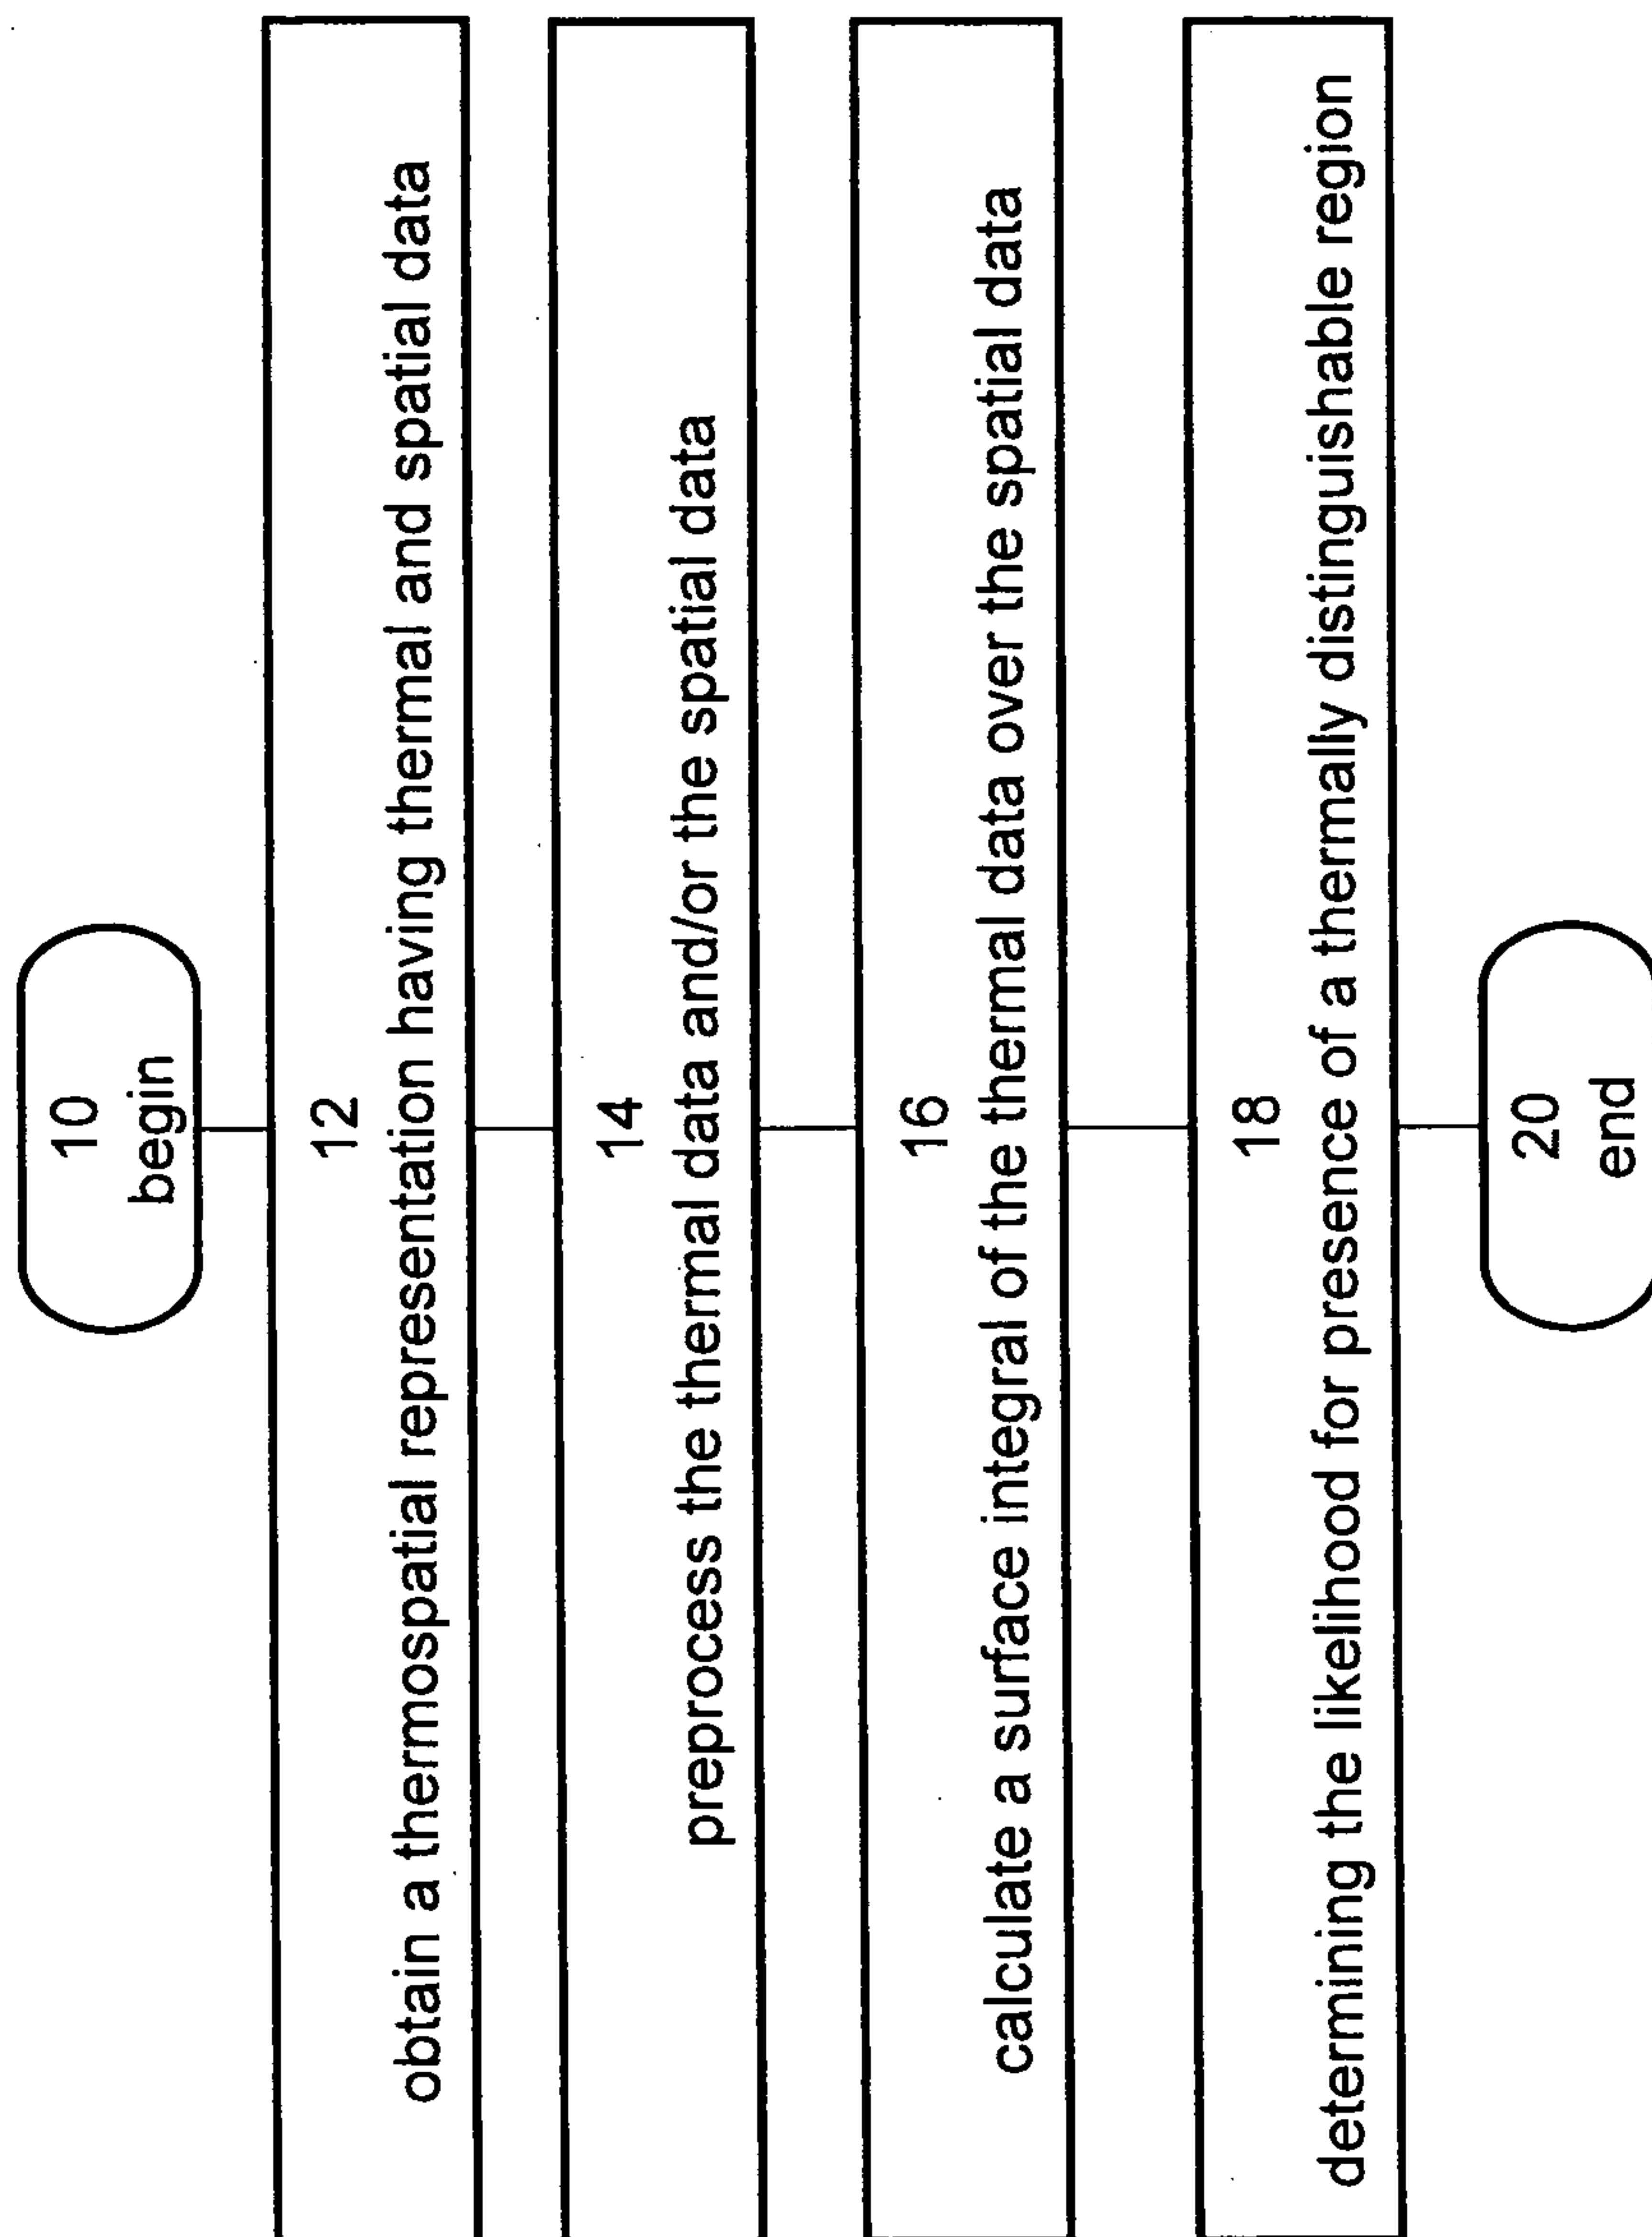 10
begin
12
obtain a thermospatial representation having thermal and spatial data
14
preprocess the thermal data and/or the spatial data
16
calculate a surface integral of the thermal data over the spatial data
18
determining the likelihood for presence of a thermally distinguishable region
20
end